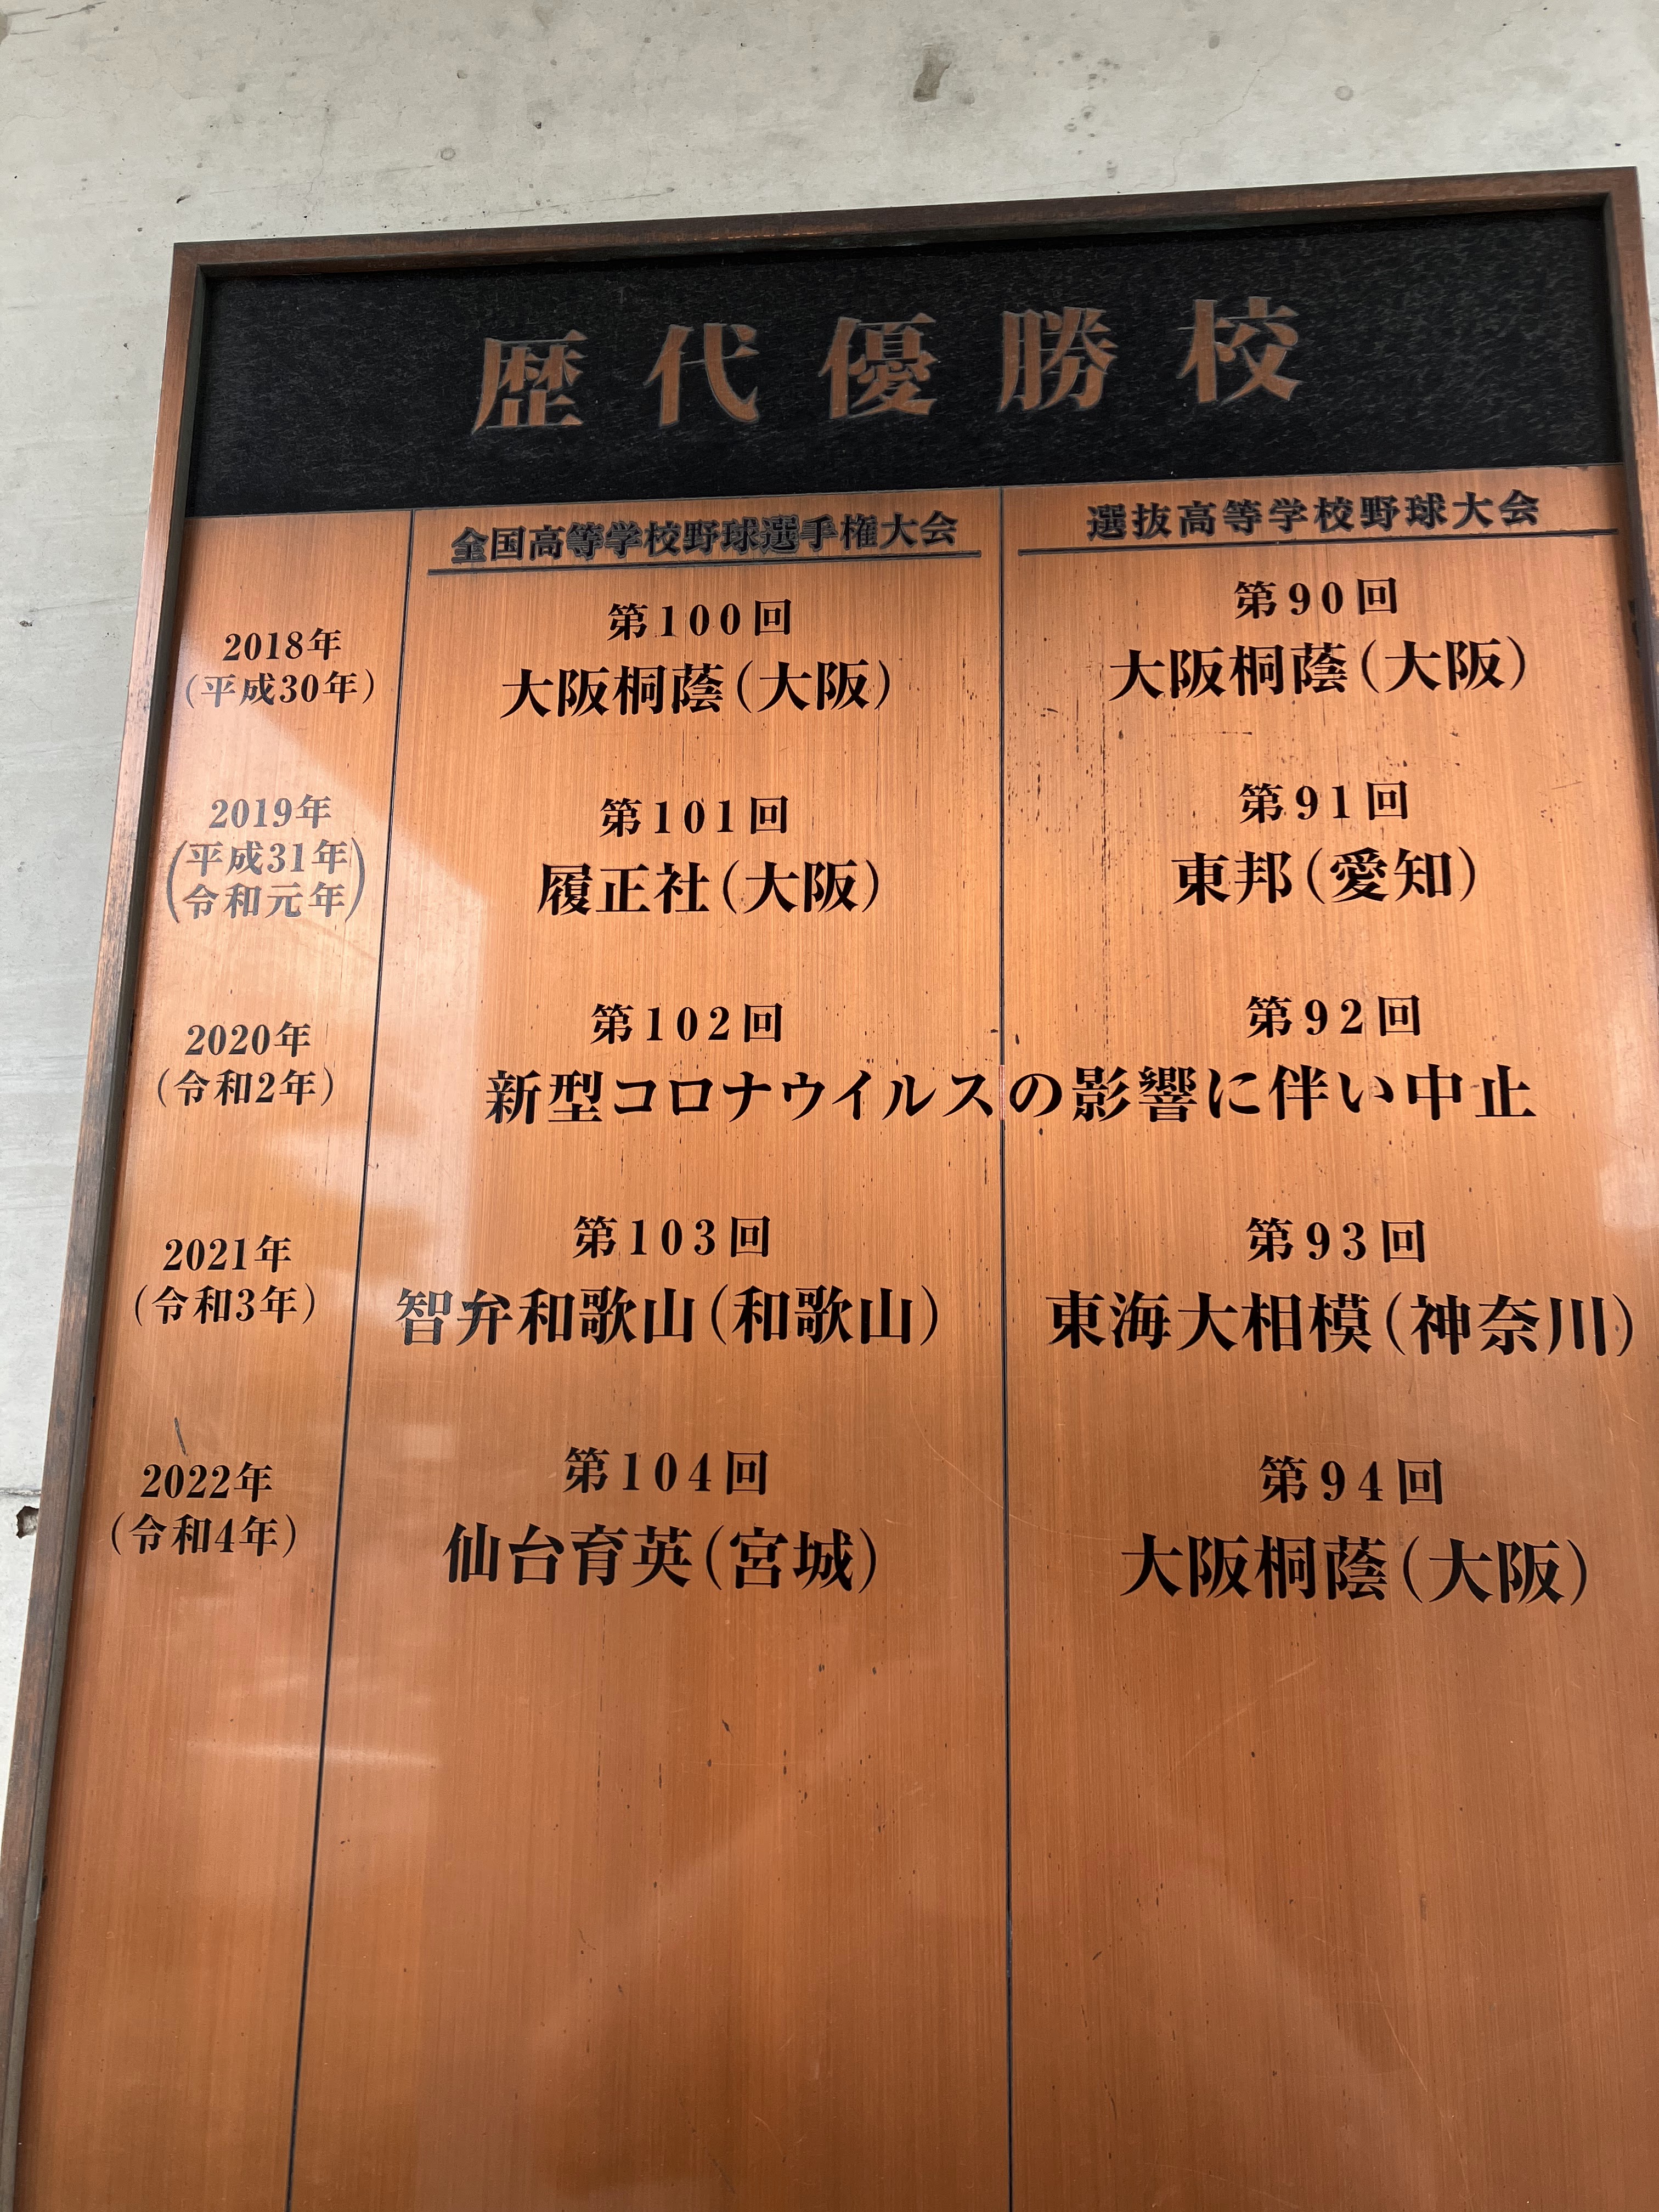 歴代優勝校
全国高等学校野球選手権大会 選抜高等学校野球大会
第100回 第90回
2018年
(平成30年) 大阪桐蔭(大阪) 大阪桐蔭(大阪)
第101回 第91回
2019年
(平成31年
令和元年) 履正社(大阪) 東邦(愛知)
第102回 第92回
2020年
(令和2年) 新型コロナウイルスの影響に伴い中止
第103回 第93回
2021年
(令和3年) 智弁和歌山(和歌山) 東海大相模(神奈川)
第104回 第94回
2022年
(令和4年) 仙台育英(宮城) 大阪桐蔭(大阪)